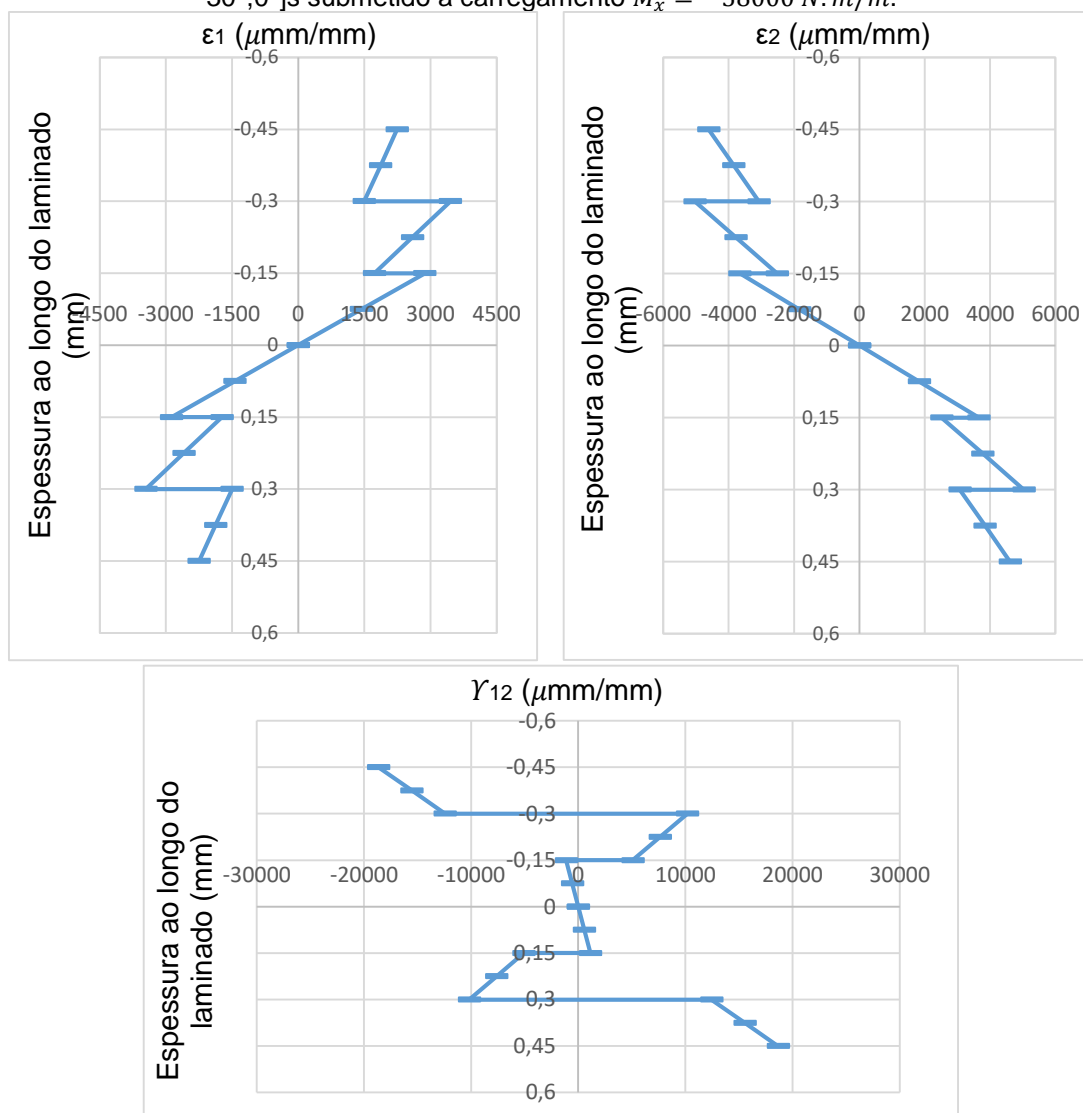 30°,0°]s submetido a carregamento Mx = −38000 N.m/m.
ε1 (μmm/mm)
Espessura ao longo do laminado
(mm)
-0,6
-0,45
-0,3
-0,15
0
0,15
0,3
0,45
0,6
-4500 -3000 -1500 0 1500 3000 4500
ε2 (μmm/mm)
Espessura ao longo do laminado
(mm)
-0,6
-0,45
-0,3
-0,15
0
0,15
0,3
0,45
0,6
-6000 -4000 -2000 0 2000 4000 6000
ϒ12 (μmm/mm)
Espessura ao longo do
laminado (mm)
-0,6
-0,45
-0,3
-0,15
0
0,15
0,3
0,45
0,6
-30000 -20000 -10000 0 10000 20000 30000